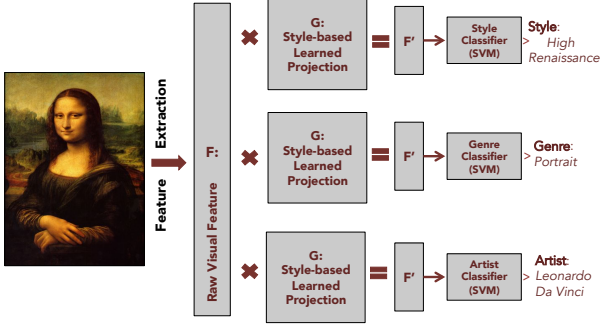 Feature Extraction
F:
Raw Visual Feature
G:
Style-based
Learned
Projection
F'
Style
Classifier
(SVM)
Style:
High
Renaissance
G:
Style-based
Learned
Projection
F'
Genre
Classifier
(SVM)
Genre:
Portrait
G:
Style-based
Learned
Projection
F'
Artist
Classifier
(SVM)
Artist:
Leonardo
Da Vinci